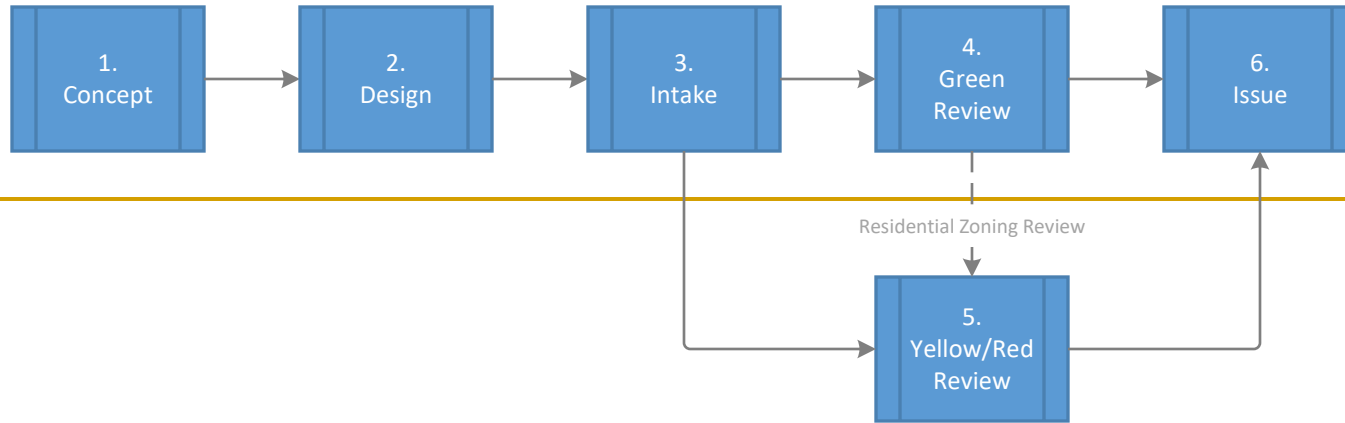 1.
Concept
2.
Design
3.
Intake
4.
Green
Review
6.
Issue
Residential Zoning Review
5.
Yellow/Red
Review